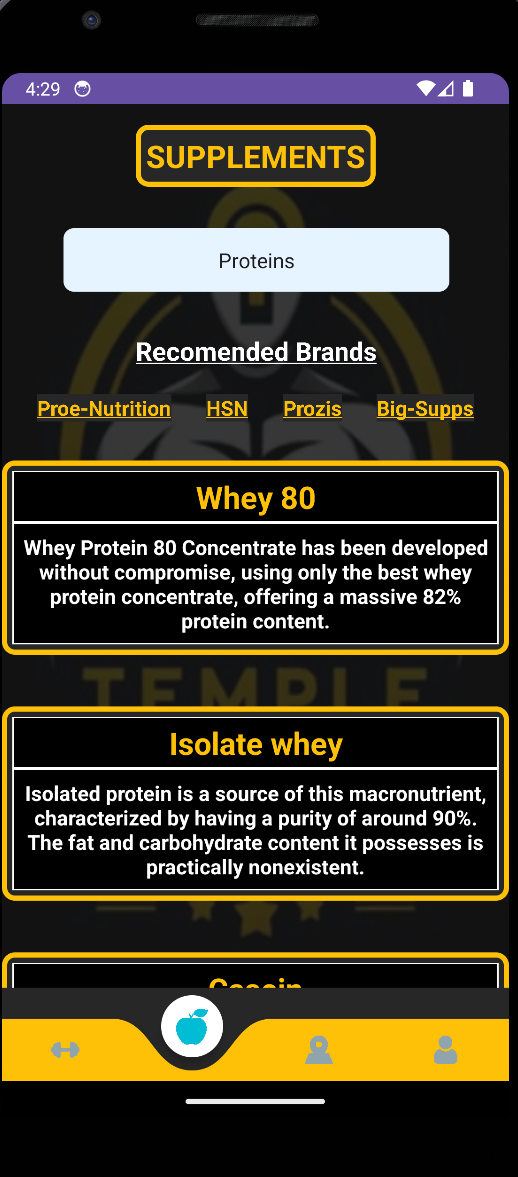 4:29
SUPPLEMENTS
Proteins
Recomended Brands
Proe-Nutrition HSN Prozis Big-Supps
Whey 80
Whey Protein 80 Concentrate has been developed
without compromise, using only the best whey
protein concentrate, offering a massive 82%
protein content.
TEMPLE
Isolate whey
Isolated protein is a source of this macronutrient,
characterized by having a purity of around 90%.
The fat and carbohydrate content it possesses is
practically nonexistent.